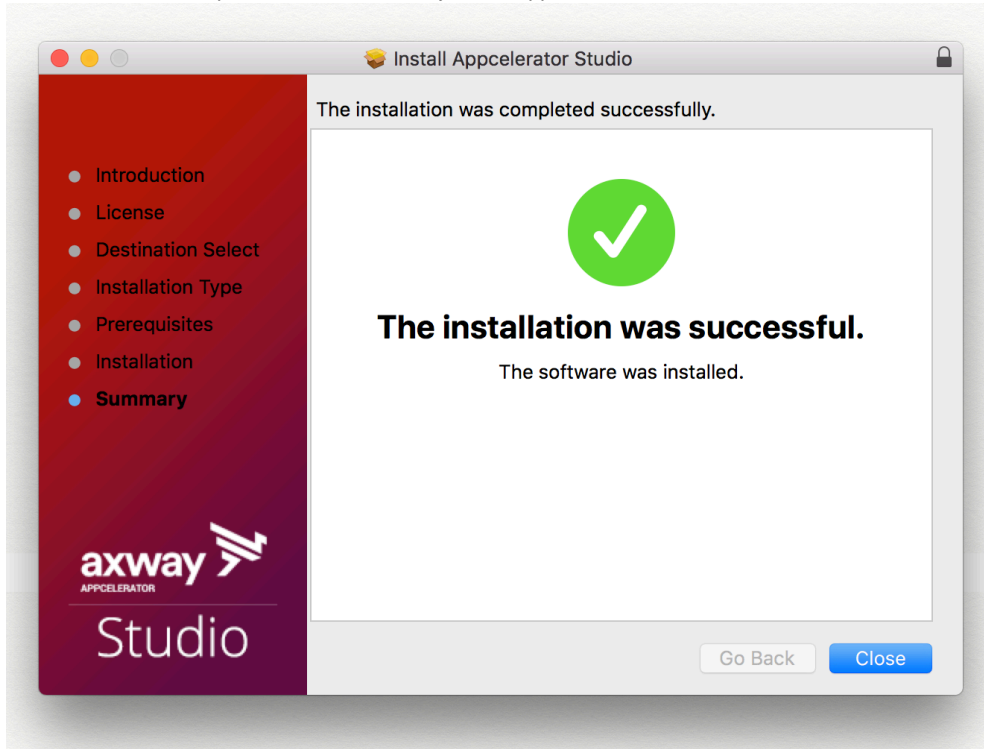 Install Appcelerator Studio
The installation was completed successfully.
Introduction
License
Destination Select
Installation Type
Prerequisites
Installation
Summary
The installation was successful.
The software was installed.
axway
APPCELERATOR
Studio
Go Back
Close